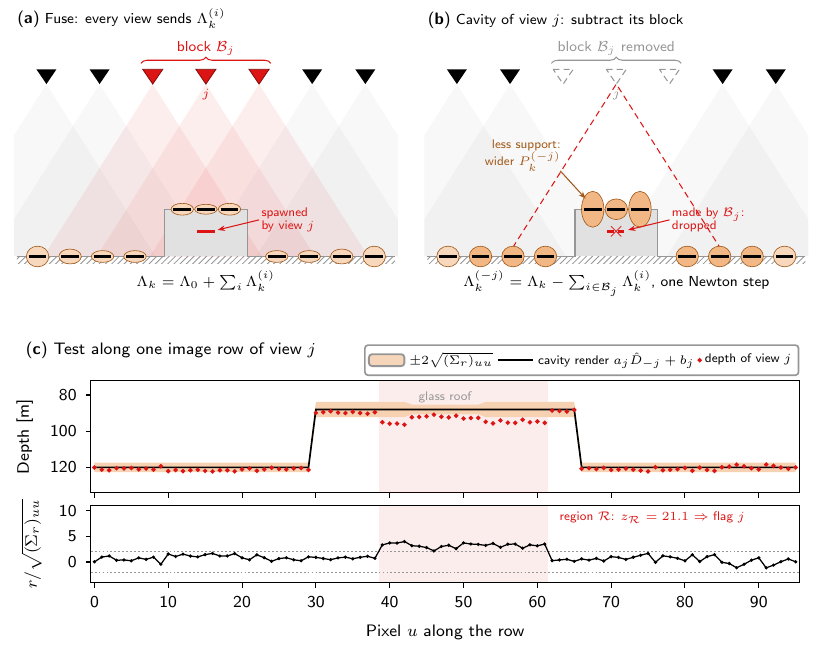 (a) Fuse: every view sends Λ_k^{(i)}
block 𝓑_j
j
spawned
by view j
Λ_k = Λ_0 + ∑_i Λ_k^{(i)}
(b) Cavity of view j: subtract its block
block 𝓑_j removed
j
less support:
wider P_k^{(−j)}
made by 𝓑_j:
dropped
Λ_k^{(−j)} = Λ_k − ∑_{i∈𝓑_j} Λ_k^{(i)}, one Newton step
(c) Test along one image row of view j
±2√(Σ_r)_{uu}
cavity render a_j D̂_{−j} + b_j
depth of view j
Depth [m]
80
100
120
glass roof
r/√(Σ_r)_{uu}
10
5
0
region 𝓡: z_𝓡 = 21.1 ⇒ flag j
0 10 20 30 40 50 60 70 80 90
Pixel u along the row